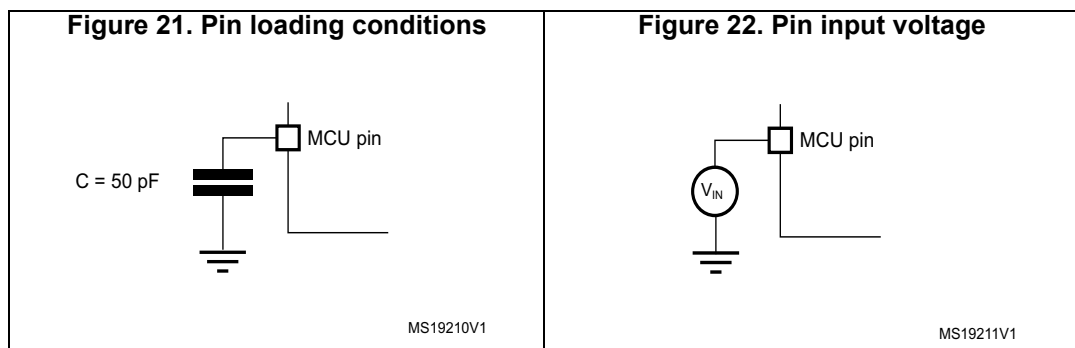 Figure 21. Pin loading conditions
MCU pin
C = 50 pF
MS19210V1
Figure 22. Pin input voltage
MCU pin
VIN
MS19211V1